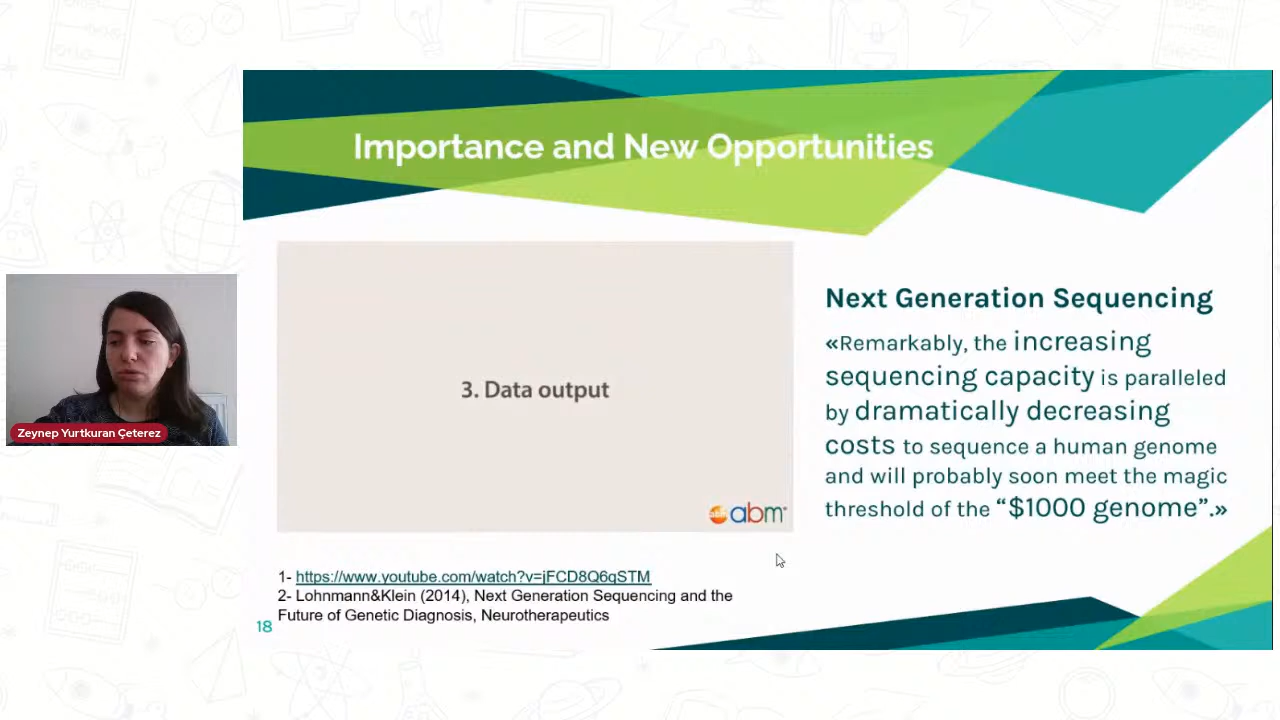 Importance and New Opportunities
3. Data output
abm
Next Generation Sequencing
«Remarkably, the increasing
sequencing capacity is paralleled
by dramatically decreasing
costs to sequence a human genome
and will probably soon meet the magic
threshold of the “$1000 genome”.»
Zeynep Yurtkuran Çeterez
1- https://www.youtube.com/watch?v=jFCD8Q6qSTM
2- Lohnmann&Klein (2014), Next Generation Sequencing and the
Future of Genetic Diagnosis, Neurotherapeutics
18